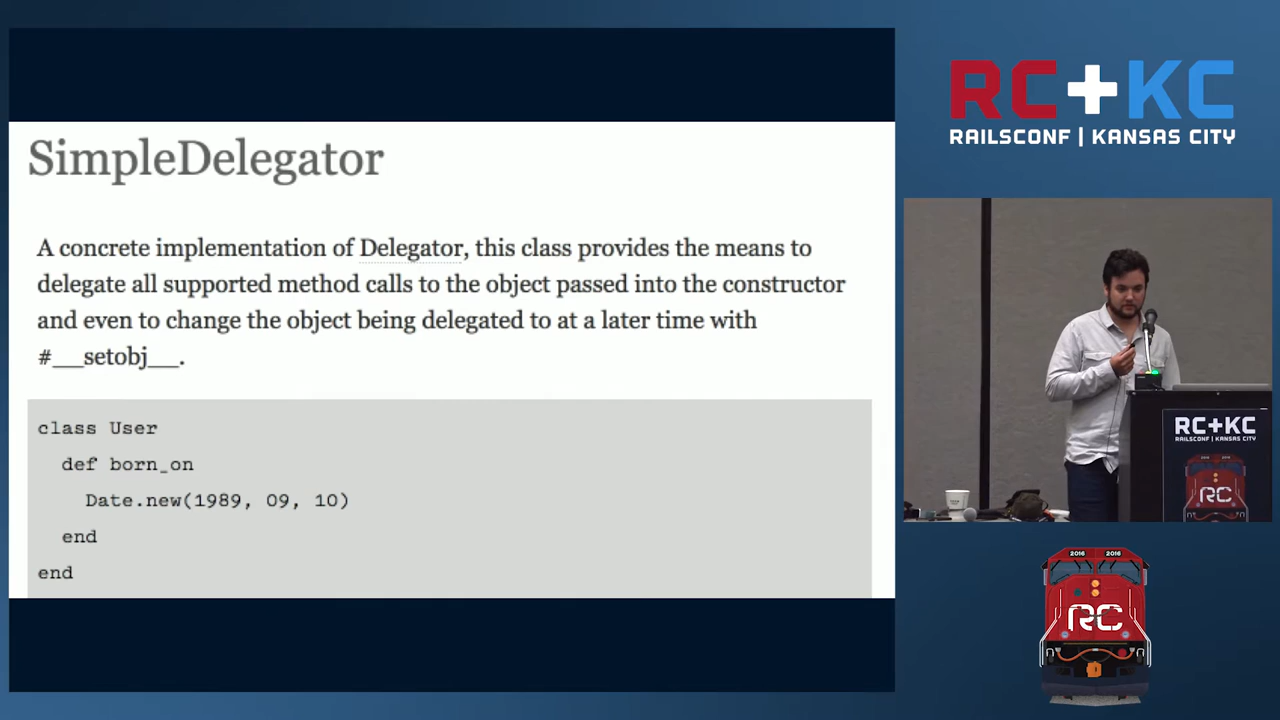 SimpleDelegator
A concrete implementation of Delegator, this class provides the means to
delegate all supported method calls to the object passed into the constructor
and even to change the object being delegated to at a later time with
#__setobj__.
class User
def born_on
Date.new(1989, 09, 10)
end
end
RC+KC
RAILSCONF | KANSAS CITY
RC+KC
RAILSCONF | KANSAS CITY
RC
2016 2016
RC